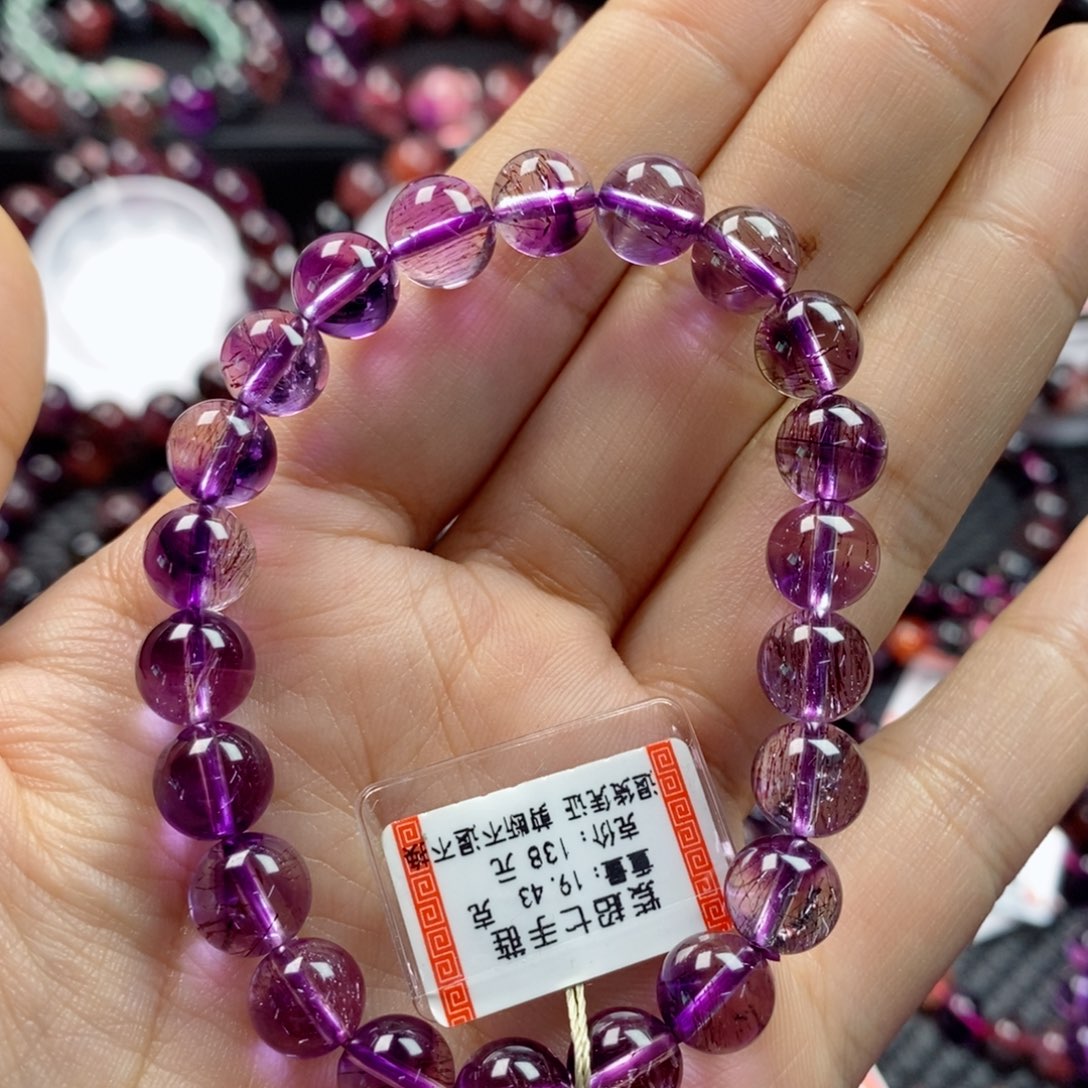 紫超七手链
重量：19.43 克
克价：138 元
退货凭证 剪断不退不换